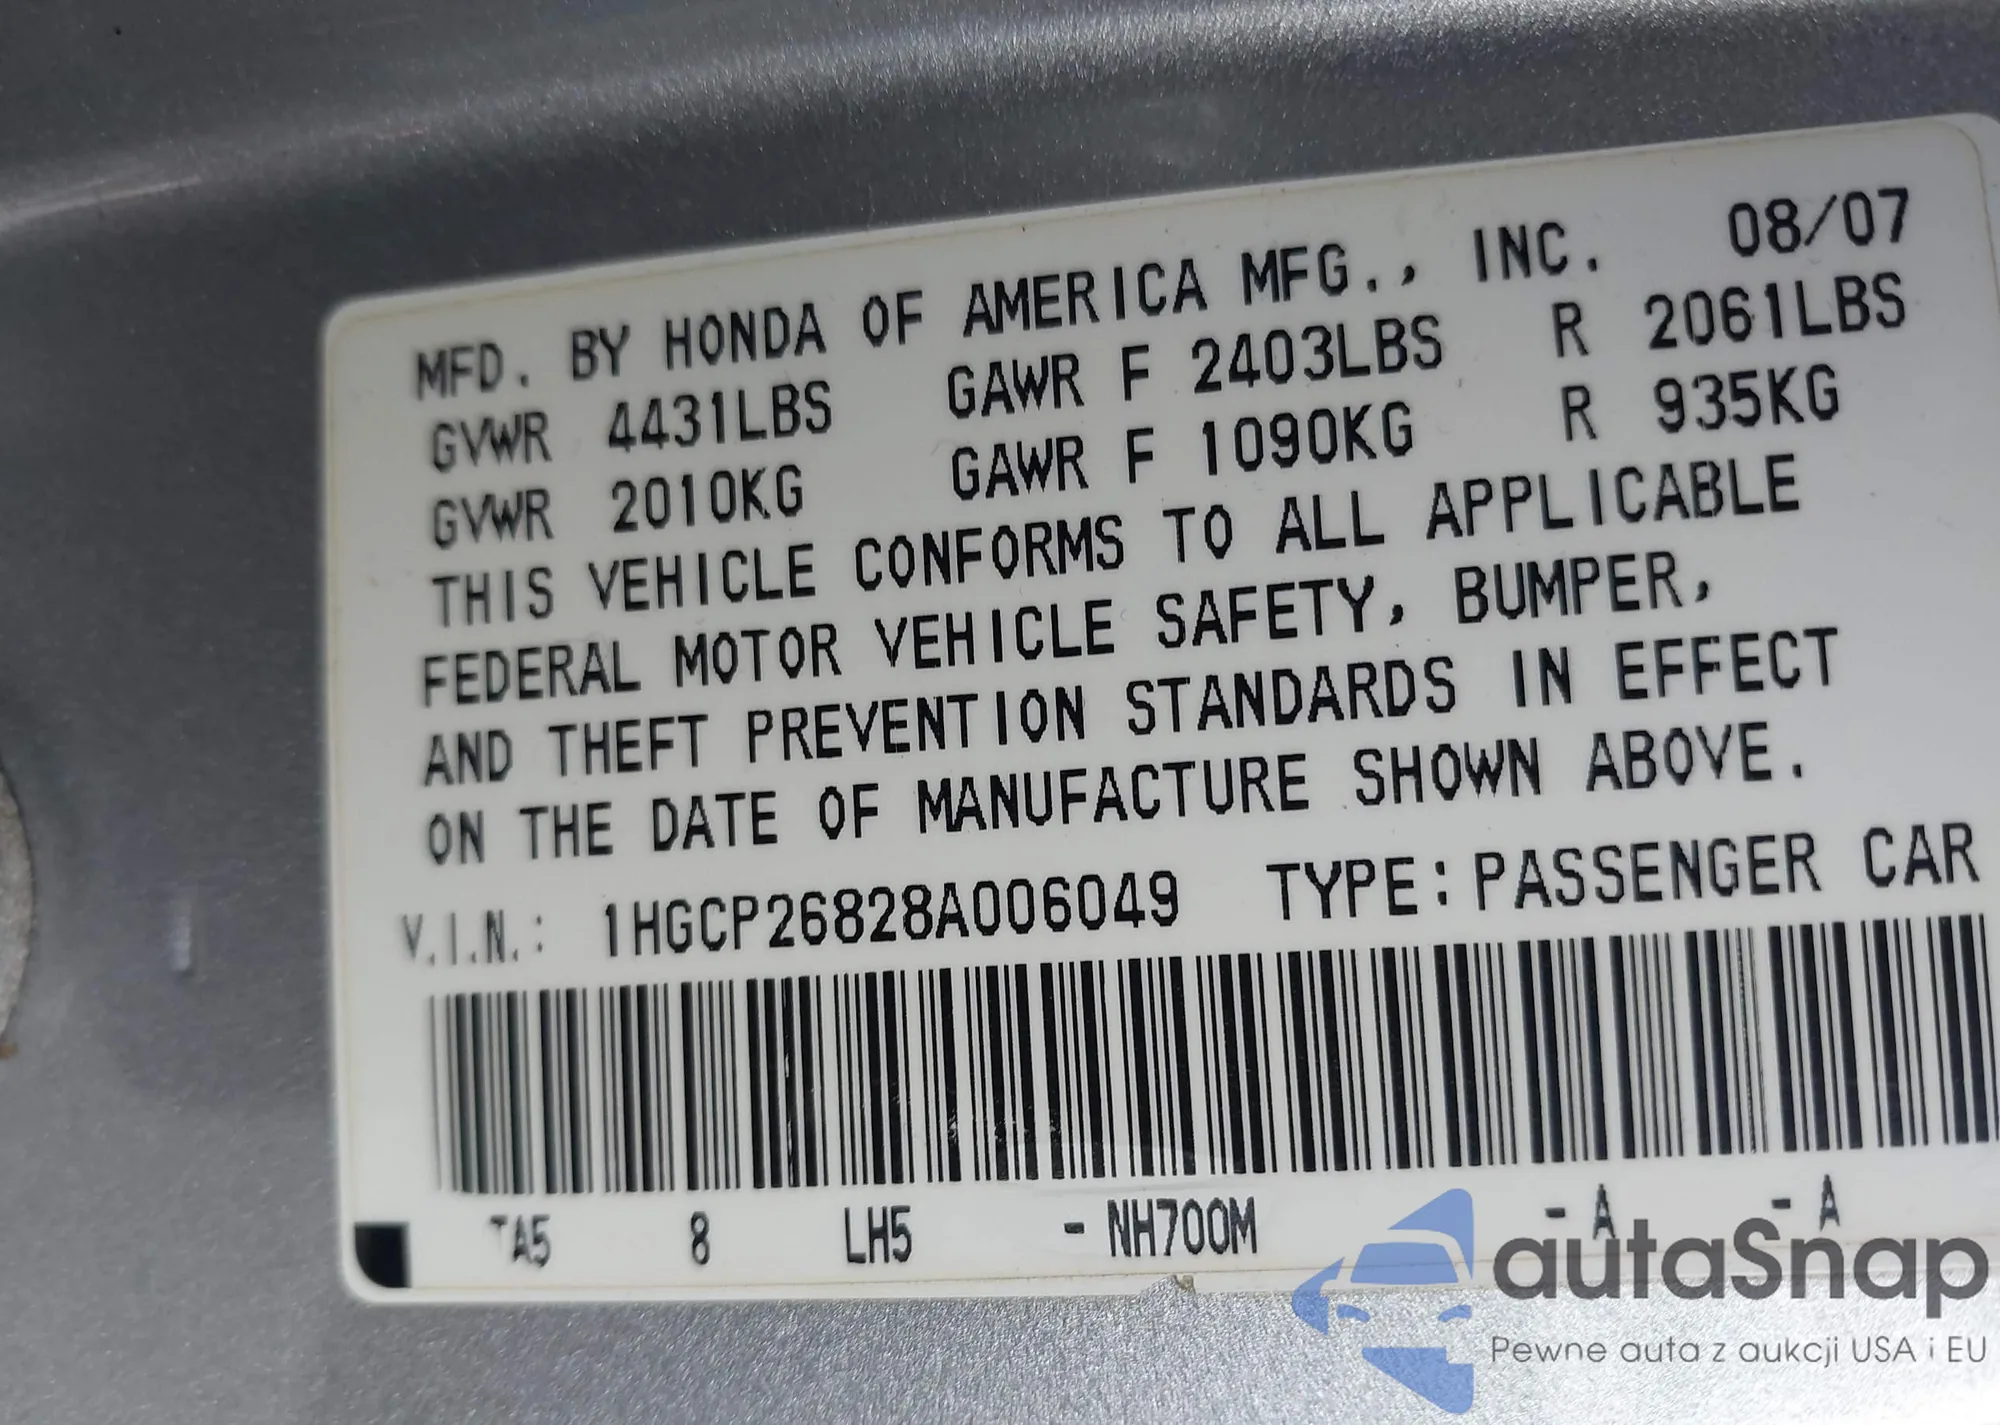 MFD. BY HONDA OF AMERICA MFG., INC. 08/07
GVWR 4431LBS GAWR F 2403LBS R 2061LBS
GVWR 2010KG GAWR F 1090KG R 935KG
THIS VEHICLE CONFORMS TO ALL APPLICABLE
FEDERAL MOTOR VEHICLE SAFETY, BUMPER,
AND THEFT PREVENTION STANDARDS IN EFFECT
ON THE DATE OF MANUFACTURE SHOWN ABOVE.
V.I.N.: 1HGCP26828A006049 TYPE: PASSENGER CAR
TA5 8 LH5 - NH700M - A - A
autaSnap
Pewne auta z aukcji USA i EU